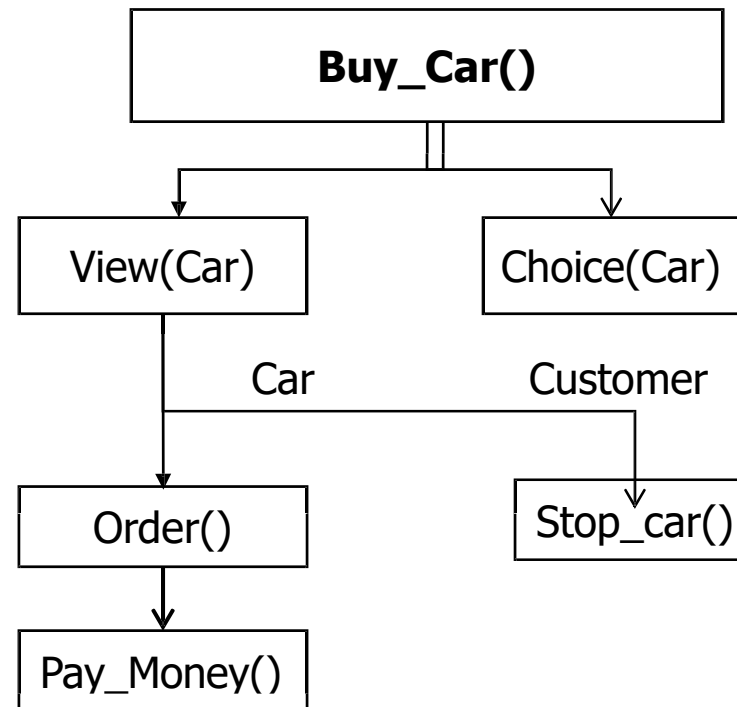 Buy_Car()
View(Car)
Choice(Car)
Car
Customer
Order()
Stop_car()
Pay_Money()